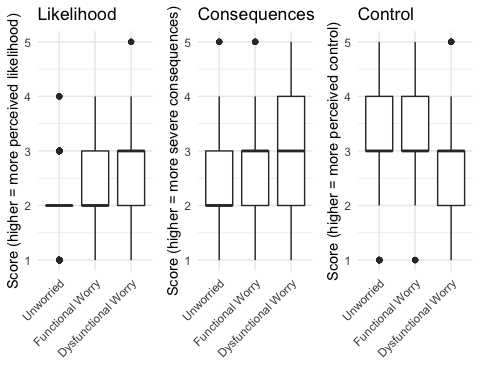 Likelihood
Score (higher = more perceived likelihood)
5
4
3
2
1
Unworried
Functional Worry
Dysfunctional Worry
Consequences
Score (higher = more severe consequences)
5
4
3
2
1
Unworried
Functional Worry
Dysfunctional Worry
Control
Score (higher = more perceived control)
5
4
3
2
1
Unworried
Functional Worry
Dysfunctional Worry